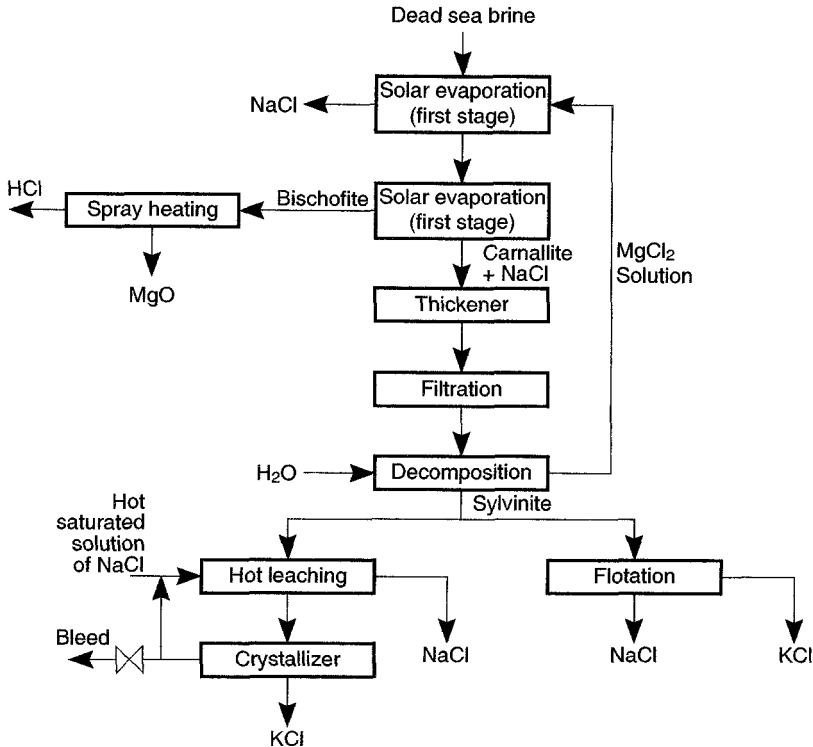 Dead sea brine
Solar evaporation
(first stage)
NaCl
Solar evaporation
(first stage)
Bischofite
Spray heating
HCl
MgO
Carnallite
+ NaCl
MgCl₂
Solution
Thickener
Filtration
H₂O
Decomposition
Sylvinite
Hot
saturated
solution
of NaCl
Hot leaching
Flotation
Bleed
Crystallizer
NaCl
NaCl
KCl
KCl